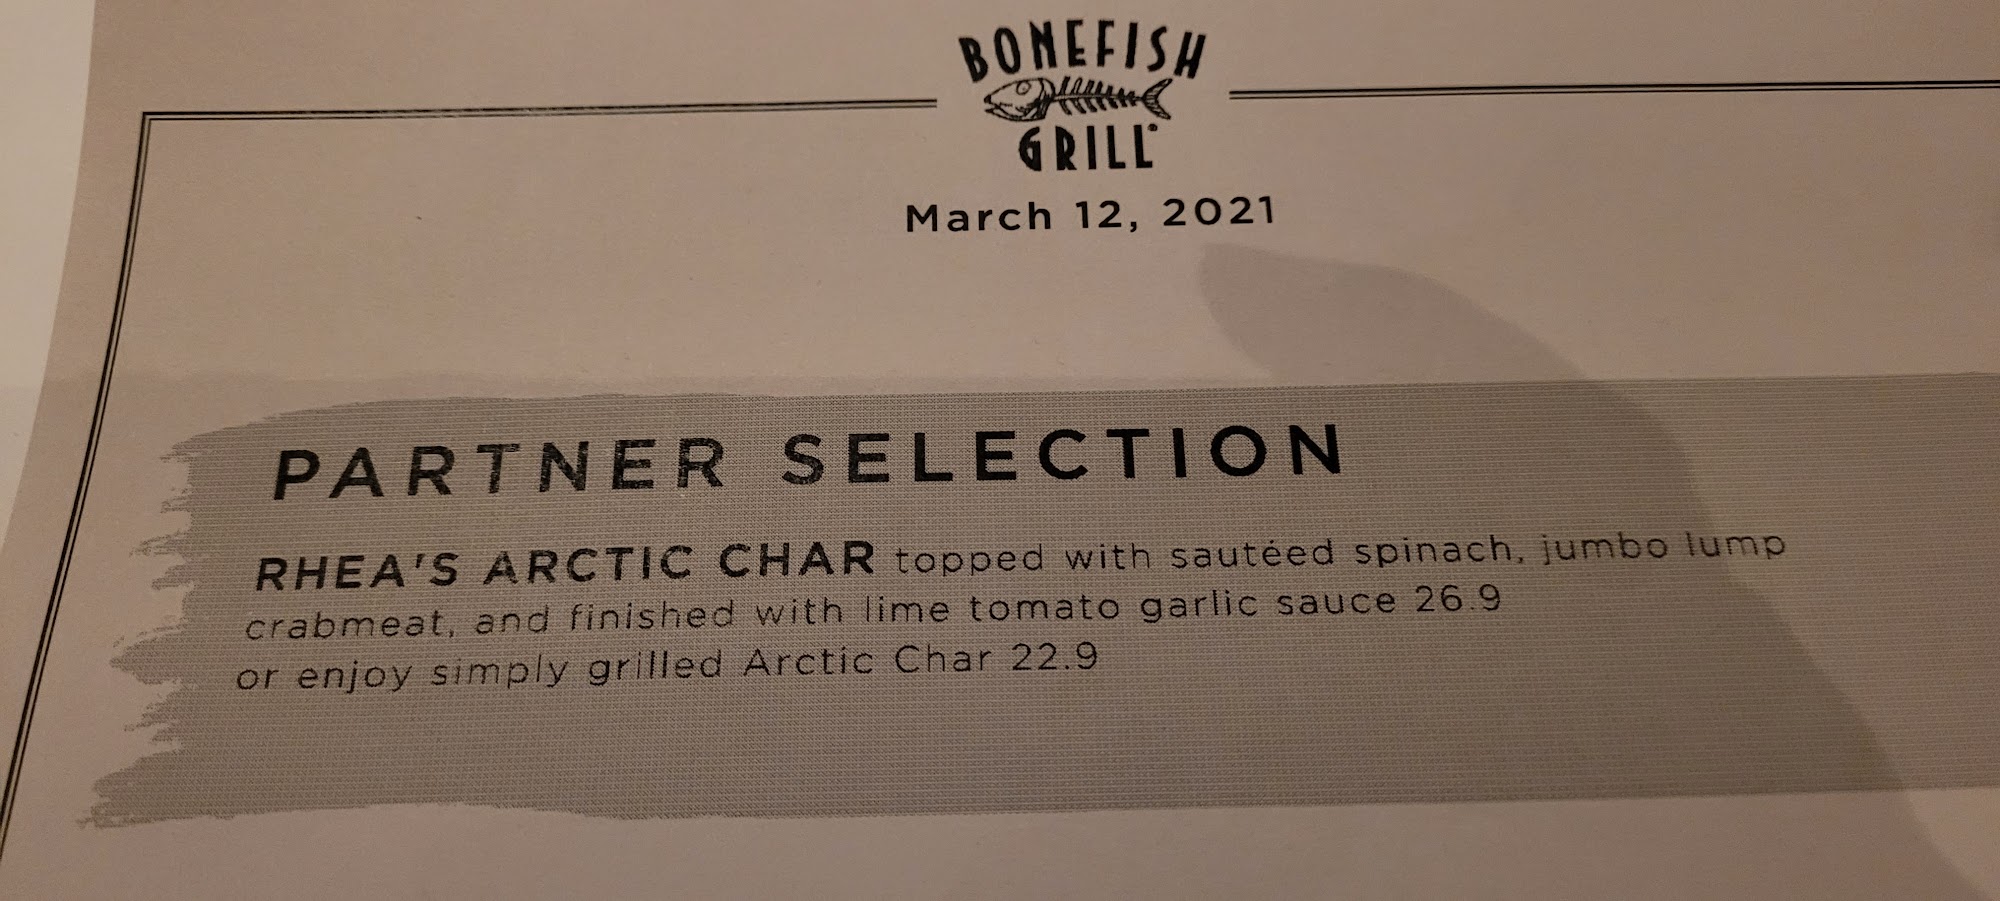 BONEFISH
GRILL®
March 12, 2021
PARTNER SELECTION
RHEA'S ARCTIC CHAR topped with sautéed spinach, jumbo lump
crabmeat, and finished with lime tomato garlic sauce 26.9
or enjoy simply grilled Arctic Char 22.9